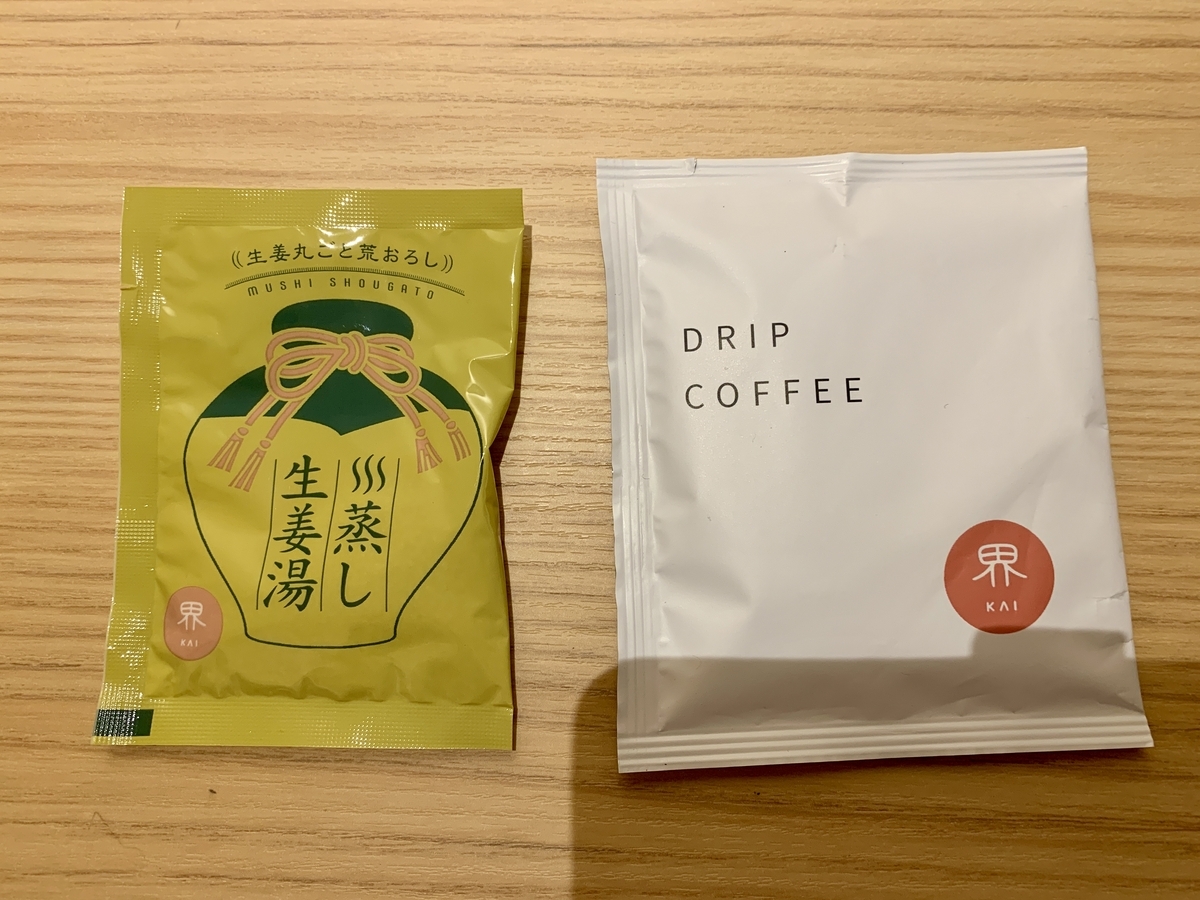 ((生姜丸ごと荒おろし))
MUSHI SHOUGATO
蒸し
生姜湯
界
KAI
DRIP
COFFEE
界
KAI